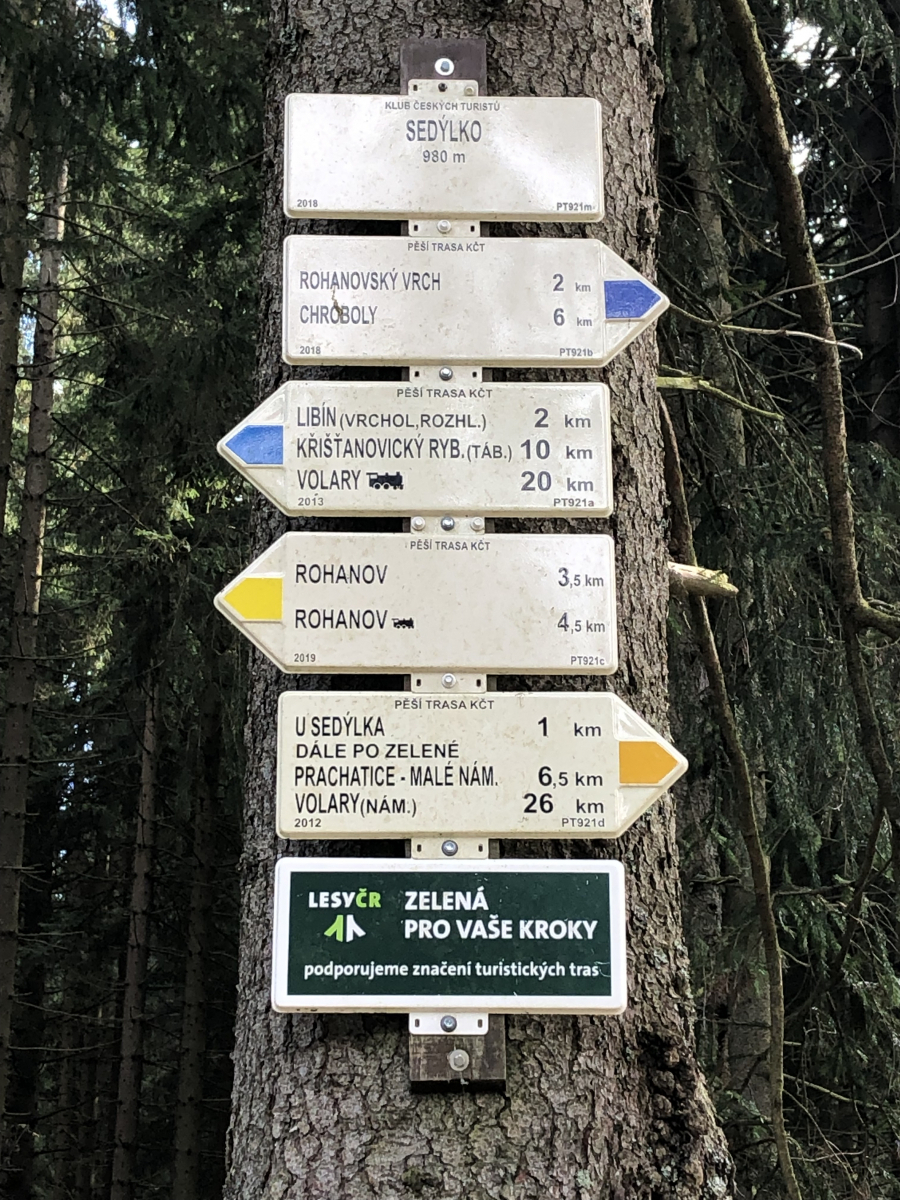 KLUB ČESKÝCH TURISTŮ
SEDÝLKO
980 m
2018 PT921m
PĚŠÍ TRASA KČT
ROHANOVSKÝ VRCH 2 km
CHROBOLY 6 km
2018 PT921b
PĚŠÍ TRASA KČT
LIBÍN (VRCHOL,ROZHL.) 2 km
KŘIŠŤANOVICKÝ RYB.(TÁB.) 10 km
VOLARY 20 km
2013 PT921a
PĚŠÍ TRASA KČT
ROHANOV 3,5 km
ROHANOV 4,5 km
2019 PT921c
PĚŠÍ TRASA KČT
U SEDÝLKA 1 km
DÁLE PO ZELENÉ
PRACHATICE - MALÉ NÁM. 6,5 km
VOLARY (NÁM.) 26 km
2012 PT921d
LESY ČR ZELENÁ
PRO VAŠE KROKY
podporujeme značení turistických tras